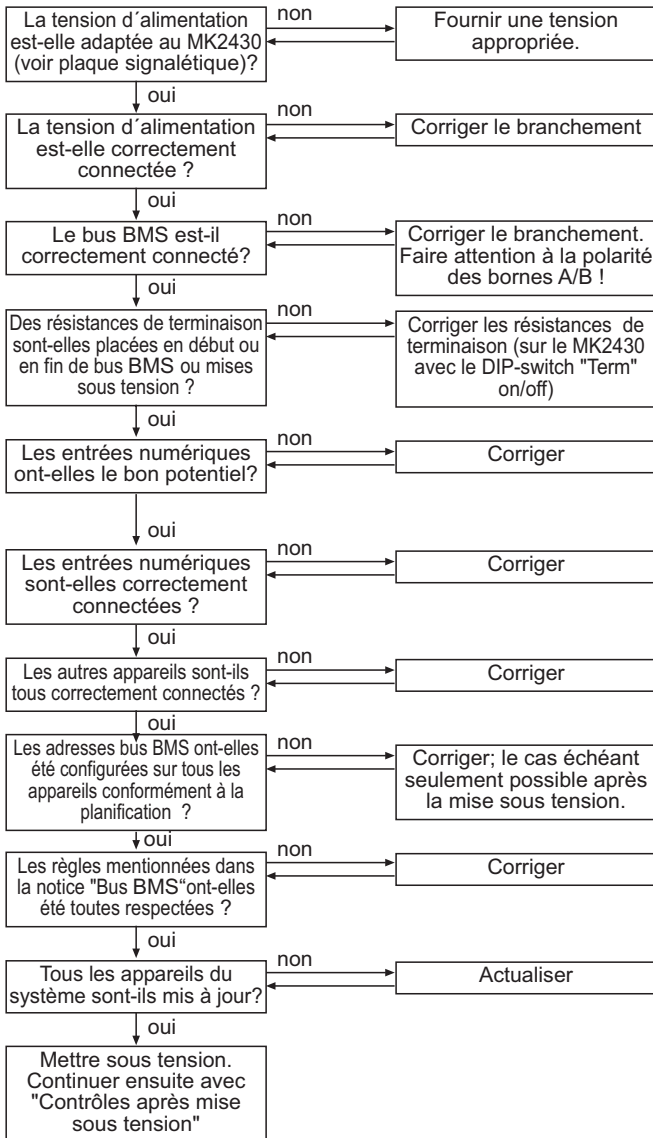 La tension d´alimentation
est-elle adaptée au MK2430
(voir plaque signalétique)?
non
Fournir une tension
appropriée.
oui
La tension d´alimentation
est-elle correctement
connectée ?
non
Corriger le branchement
oui
Le bus BMS est-il
correctement connecté?
non
Corriger le branchement.
Faire attention à la polarité
des bornes A/B !
oui
Des résistances de terminaison
sont-elles placées en début ou
en fin de bus BMS ou mises
sous tension ?
non
Corriger les résistances de
terminaison (sur le MK2430
avec le DIP-switch "Term"
on/off)
oui
Les entrées numériques
ont-elles le bon potentiel?
non
Corriger
oui
Les entrées numériques
sont-elles correctement
connectées ?
non
Corriger
oui
Les autres appareils sont-ils
tous correctement connectés ?
non
Corriger
oui
Les adresses bus BMS ont-elles
été configurées sur tous les
appareils conformément à la
planification ?
non
Corriger; le cas échéant
seulement possible après
la mise sous tension.
oui
Les règles mentionnées dans
la notice "Bus BMS“ont-elles
été toutes respectées ?
non
Corriger
oui
Tous les appareils du
système sont-ils mis à jour?
non
Actualiser
oui
Mettre sous tension.
Continuer ensuite avec
"Contrôles après mise
sous tension"